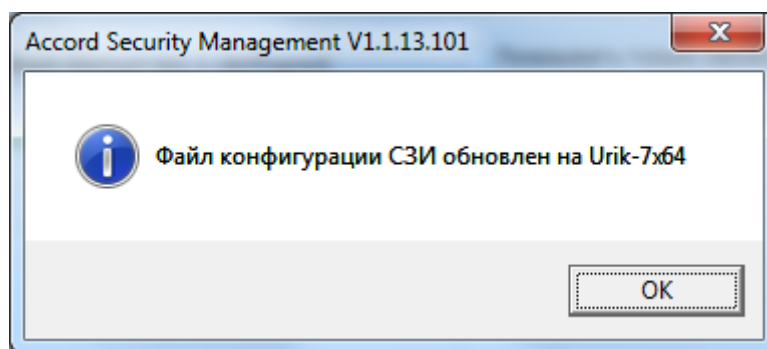 Accord Security Management V1.1.13.101
Файл конфигурации СЗИ обновлен на Urik-7x64
OK